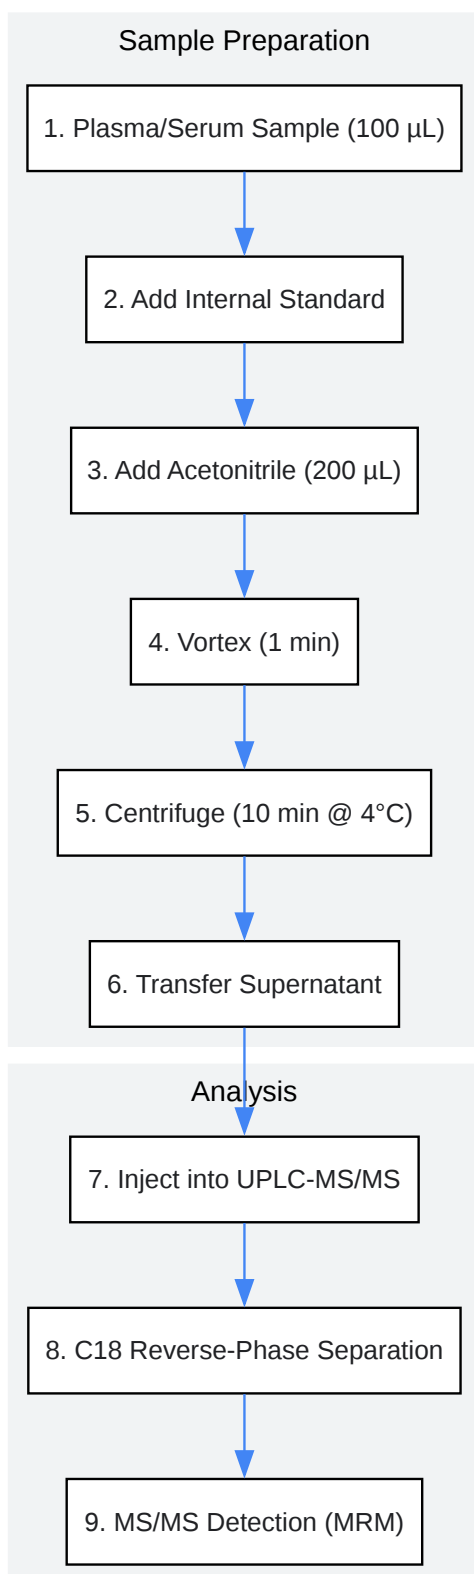 Sample Preparation
1. Plasma/Serum Sample (100 µL)
2. Add Internal Standard
3. Add Acetonitrile (200 µL)
4. Vortex (1 min)
5. Centrifuge (10 min @ 4°C)
6. Transfer Supernatant
Analysis
7. Inject into UPLC-MS/MS
8. C18 Reverse-Phase Separation
9. MS/MS Detection (MRM)